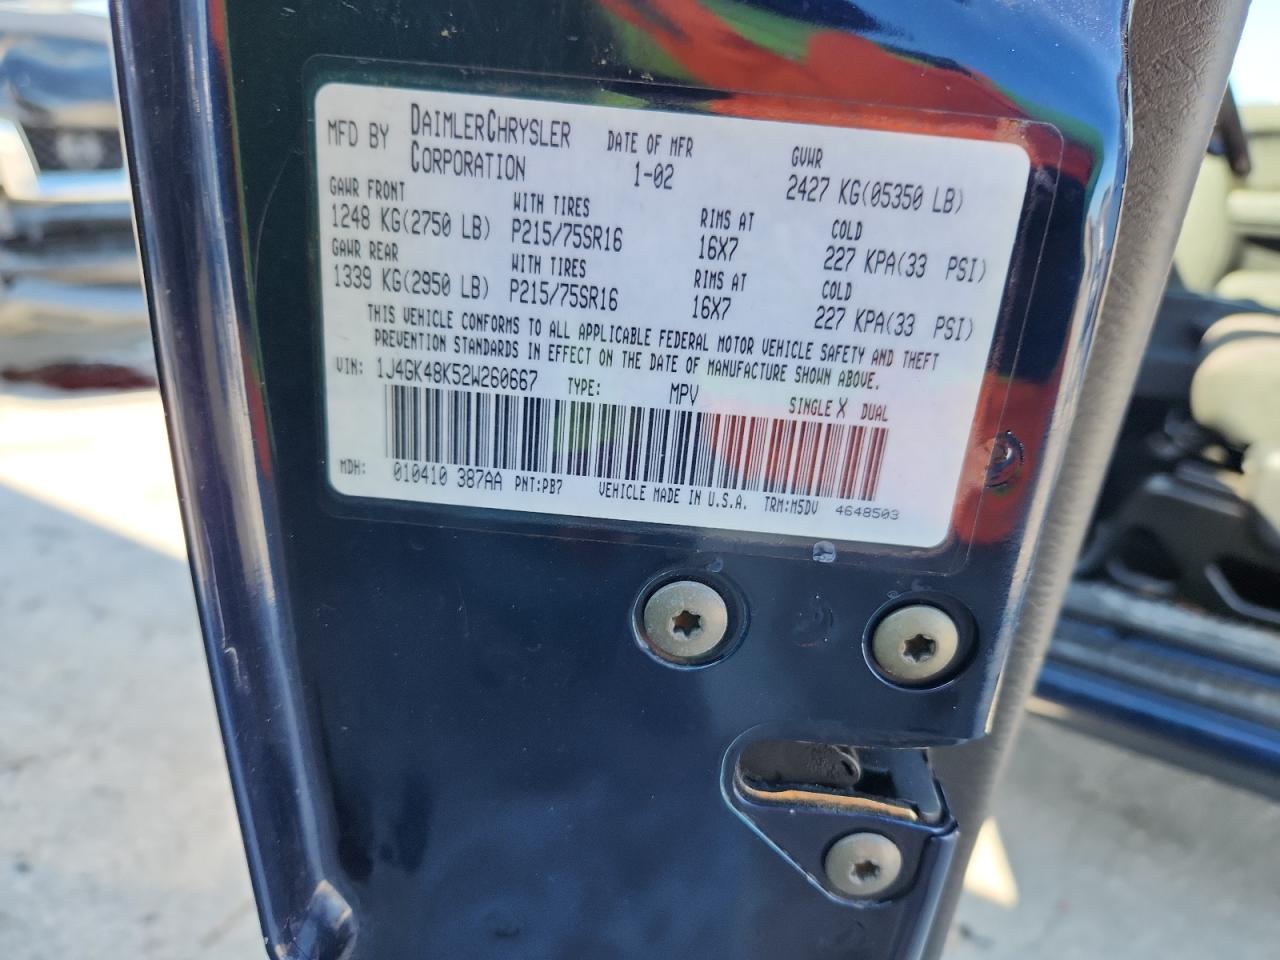 MFD BY DAIMLERCHRYSLER CORPORATION DATE OF MFR 1-02 GVWR 2427 KG(05350 LB)
GAWR FRONT WITH TIRES RIMS AT COLD
1248 KG(2750 LB) P215/75SR16 16X7 227 KPA(33 PSI)
GAWR REAR WITH TIRES RIMS AT COLD
1339 KG(2950 LB) P215/75SR16 16X7 227 KPA(33 PSI)
THIS VEHICLE CONFORMS TO ALL APPLICABLE FEDERAL MOTOR VEHICLE SAFETY AND THEFT
PREVENTION STANDARDS IN EFFECT ON THE DATE OF MANUFACTURE SHOWN ABOVE.
VIN: 1J4GK48K52W260667 TYPE: MPV SINGLE X DUAL
MDH: 010410 387AA PNT:PB7 VEHICLE MADE IN U.S.A. TRM:M5DV 4648503